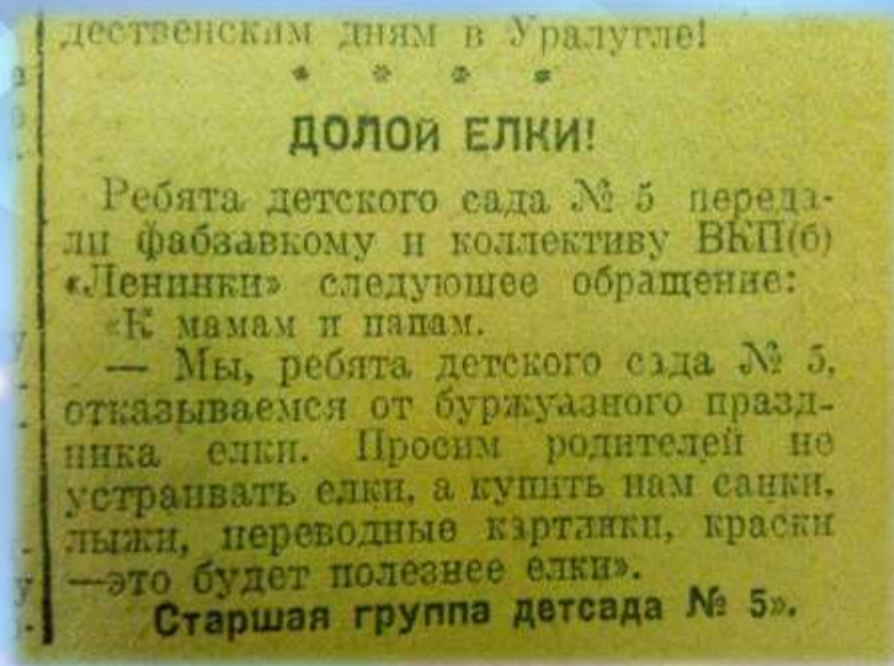 дественским дням в Уралугле!
* * * *
ДОЛОЙ ЕЛКИ!
Ребята детского сада № 5 переда-
ли фабзавкому и коллективу ВКП(б)
«Ленинки» следующее обращение:
«К мамам и папам.
— Мы, ребята детского сада № 5,
отказываемся от буржуазного празд-
ника елки. Просим родителей не
устраивать елки, а купить нам санки,
лыжи, переводные картинки, краски
—это будет полезнее елки».
Старшая группа детсада № 5».